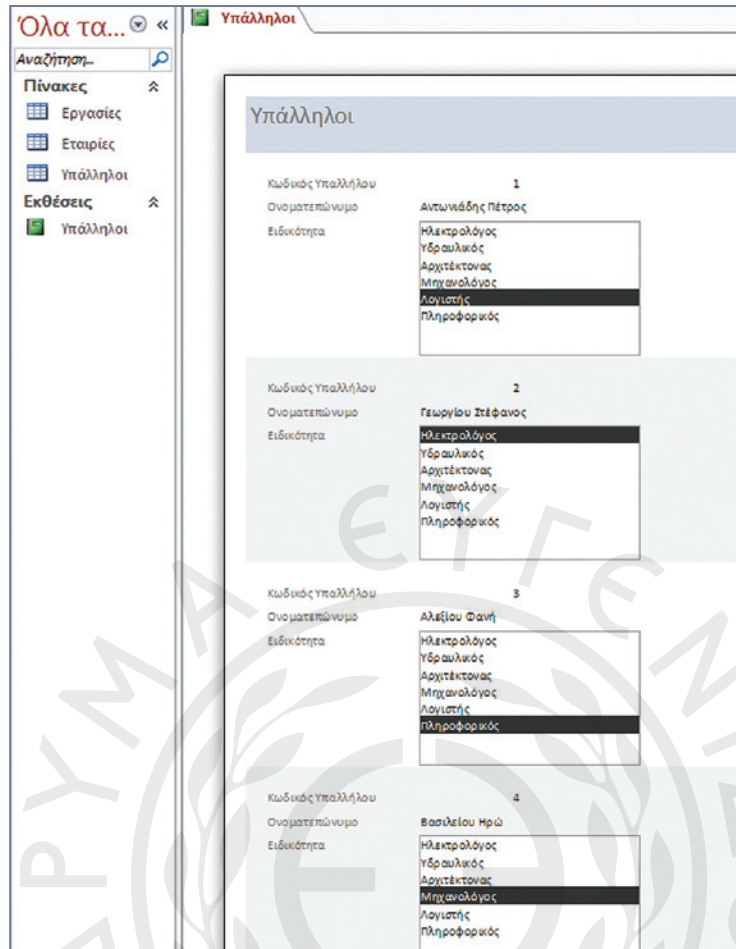 Όλα τα... «
Αναζήτηση...
Πίνακες
Εργασίες
Εταιρίες
Υπάλληλοι
Εκθέσεις
Υπάλληλοι
Υπάλληλοι
Υπάλληλοι
Κωδικός Υπαλλήλου 1
Ονοματεπώνυμο Αντωνιάδης Πέτρος
Ειδικότητα Ηλεκτρολόγος
Υδραυλικός
Αρχιτέκτονας
Μηχανολόγος
Λογιστής
Πληροφορικός
Κωδικός Υπαλλήλου 2
Ονοματεπώνυμο Γεωργίου Στέφανος
Ειδικότητα Ηλεκτρολόγος
Υδραυλικός
Αρχιτέκτονας
Μηχανολόγος
Λογιστής
Πληροφορικός
Κωδικός Υπαλλήλου 3
Ονοματεπώνυμο Αλεξίου Φανή
Ειδικότητα Ηλεκτρολόγος
Υδραυλικός
Αρχιτέκτονας
Μηχανολόγος
Λογιστής
Πληροφορικός
Κωδικός Υπαλλήλου 4
Ονοματεπώνυμο Βασιλείου Ηρώ
Ειδικότητα Ηλεκτρολόγος
Υδραυλικός
Αρχιτέκτονας
Μηχανολόγος
Λογιστής
Πληροφορικός